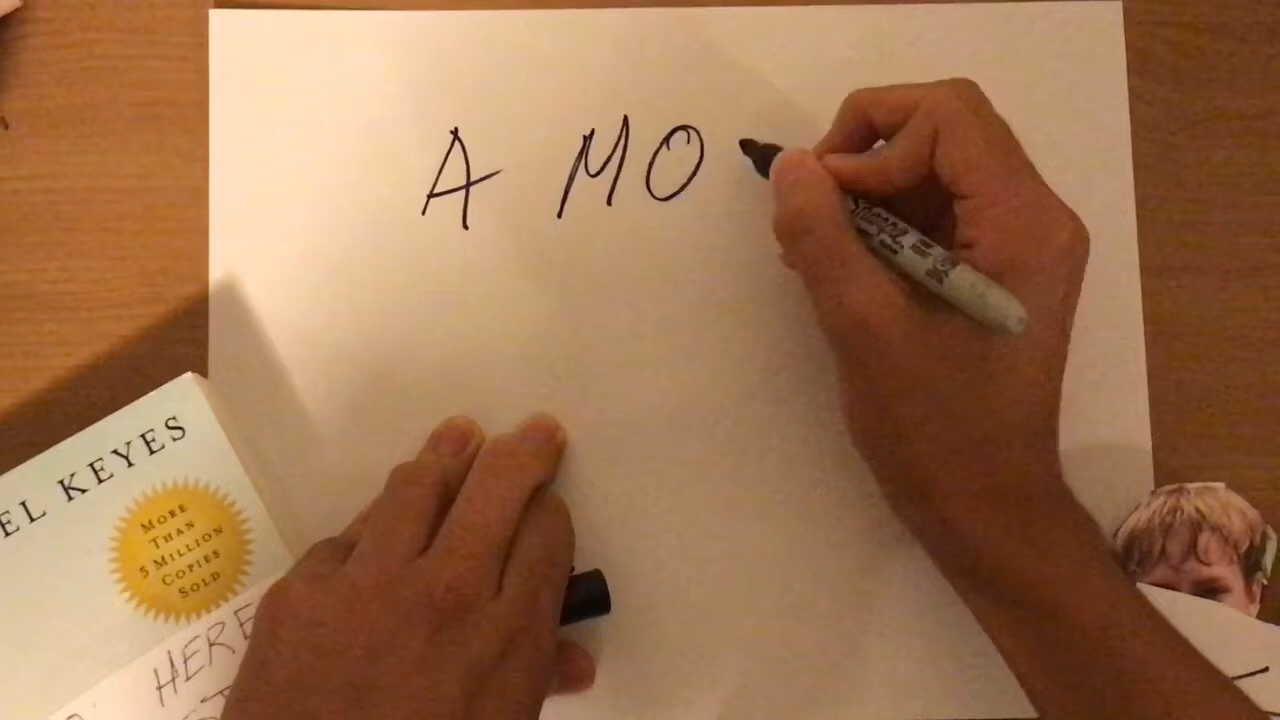 A MO
EL KEYES
MORE
THAN
5 MILLION
COPIES
SOLD
HERE